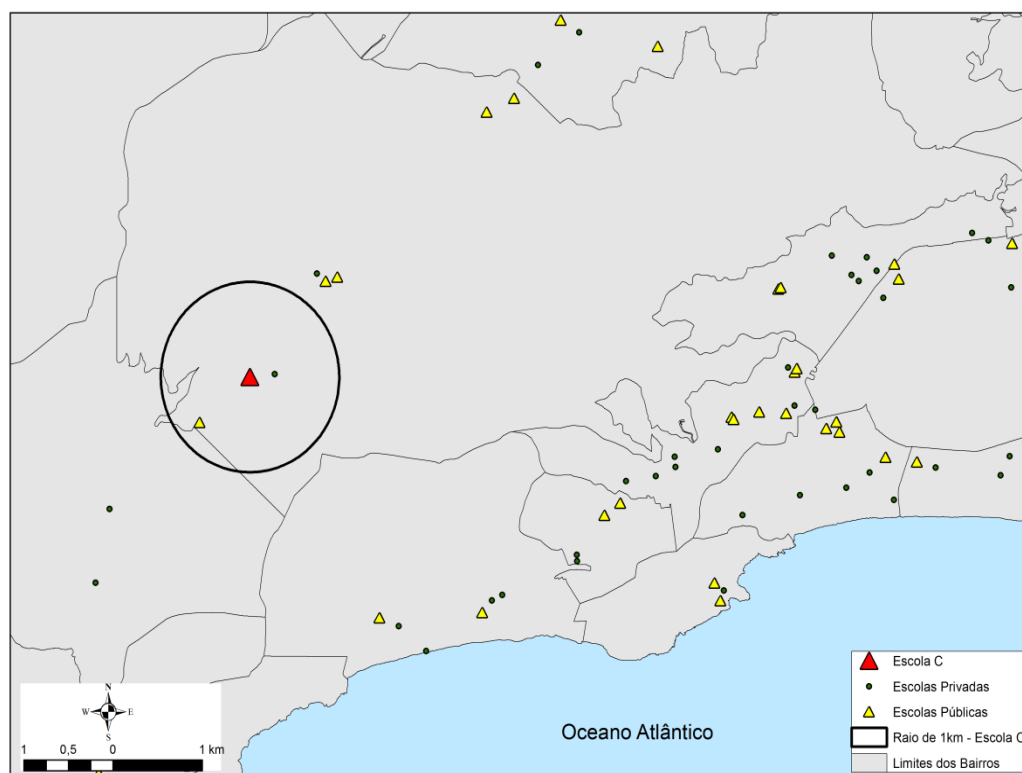 Oceano Atlântico
Escola C
Escolas Privadas
Escolas Públicas
Raio de 1km - Escola C
Limites dos Bairros
N
W E
S
1 0,5 0 1 km